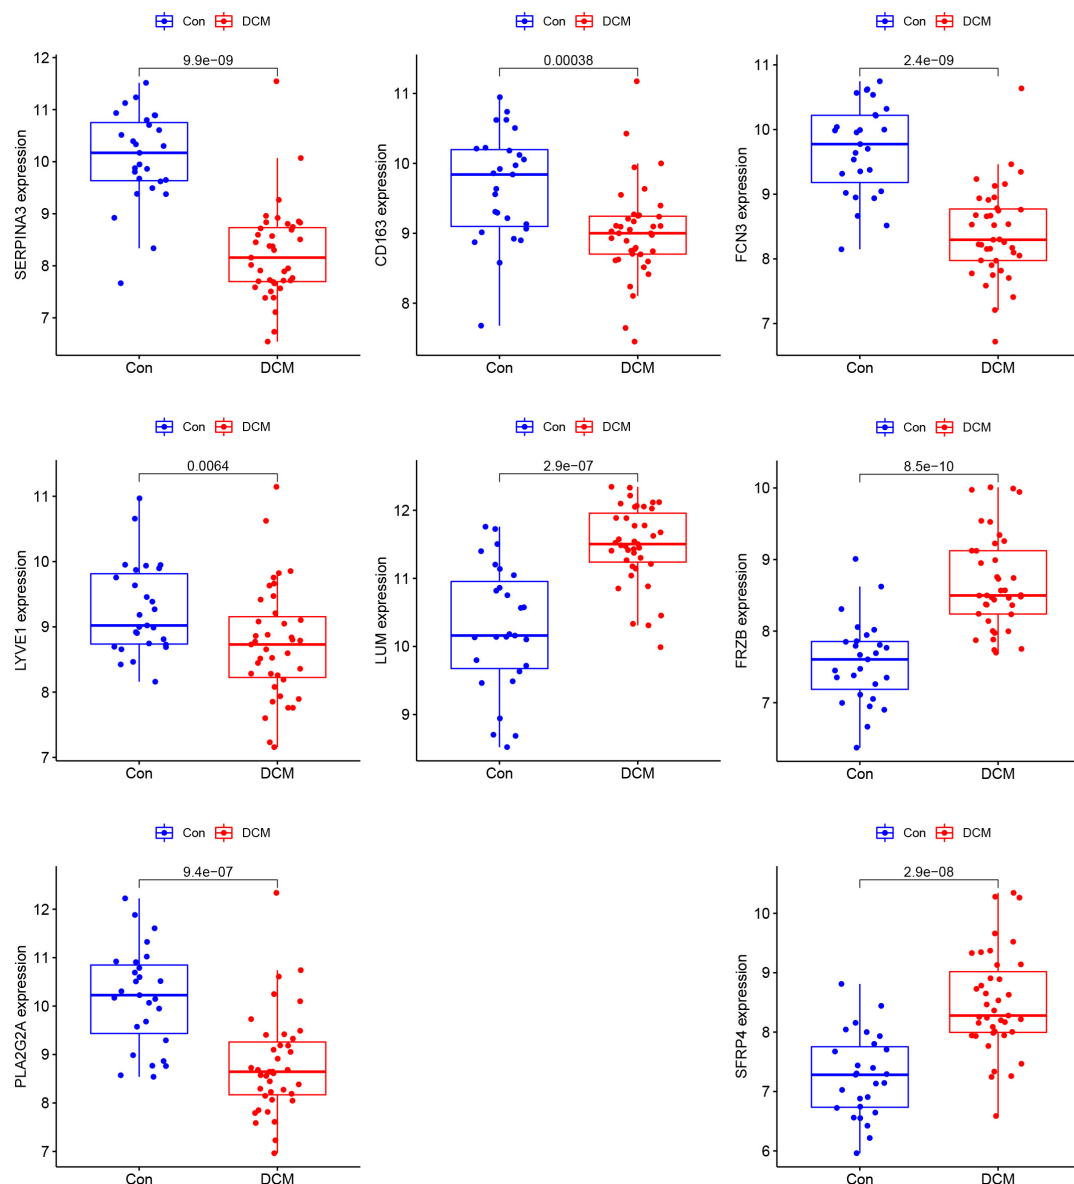 Con DCM
Con DCM
Con DCM
SERPINA3 expression
12
11
10
9
8
7
9.9e−09
Con DCM
CD163 expression
11
10
9
8
0.00038
Con DCM
FCN3 expression
11
10
9
8
7
2.4e−09
Con DCM
Con DCM
Con DCM
Con DCM
LYVE1 expression
11
10
9
8
7
0.0064
Con DCM
LUM expression
12
11
10
9
2.9e−07
Con DCM
FRZB expression
10
9
8
7
8.5e−10
Con DCM
Con DCM
Con DCM
PLA2G2A expression
12
11
10
9
8
7
9.4e−07
Con DCM
SFRP4 expression
10
9
8
7
6
2.9e−08
Con DCM